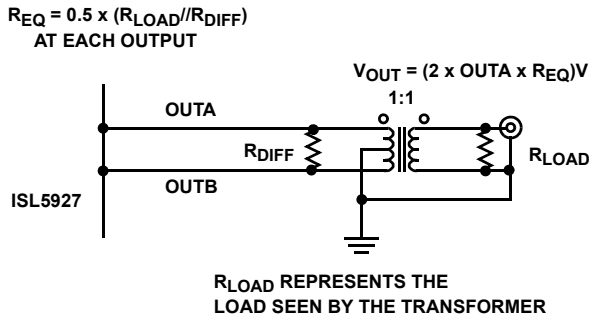 REQ = 0.5 x (RLOAD//RDIFF)
AT EACH OUTPUT
VOUT = (2 x OUTA x REQ)V
1:1
OUTA
RDIFF
RLOAD
OUTB
ISL5927
RLOAD REPRESENTS THE
LOAD SEEN BY THE TRANSFORMER